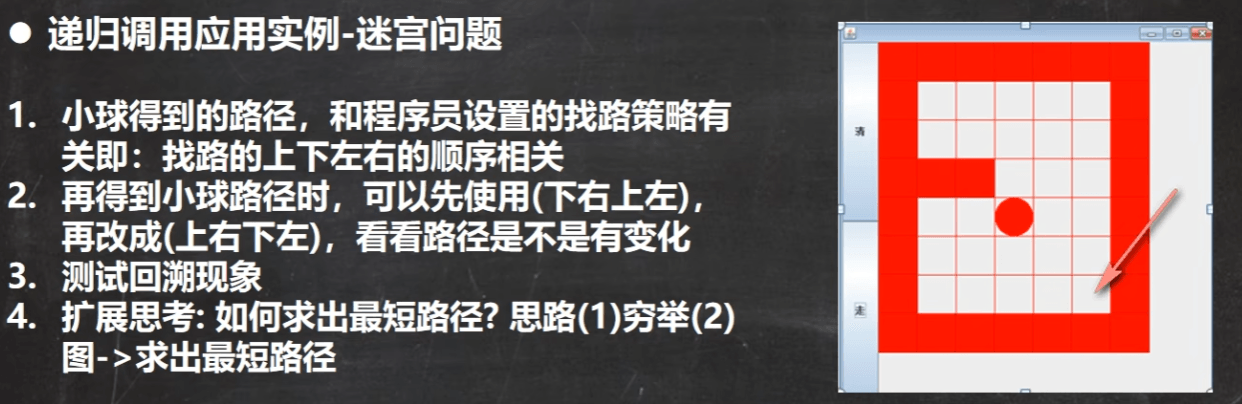 ● 递归调用应用实例-迷宫问题
1. 小球得到的路径，和程序员设置的找路策略有
关即：找路的上下左右的顺序相关
2. 再得到小球路径时，可以先使用(下右上左)，
再改成(上右下左)，看看路径是不是有变化
3. 测试回溯现象
4. 扩展思考: 如何求出最短路径? 思路(1)穷举(2)
图->求出最短路径
清
走